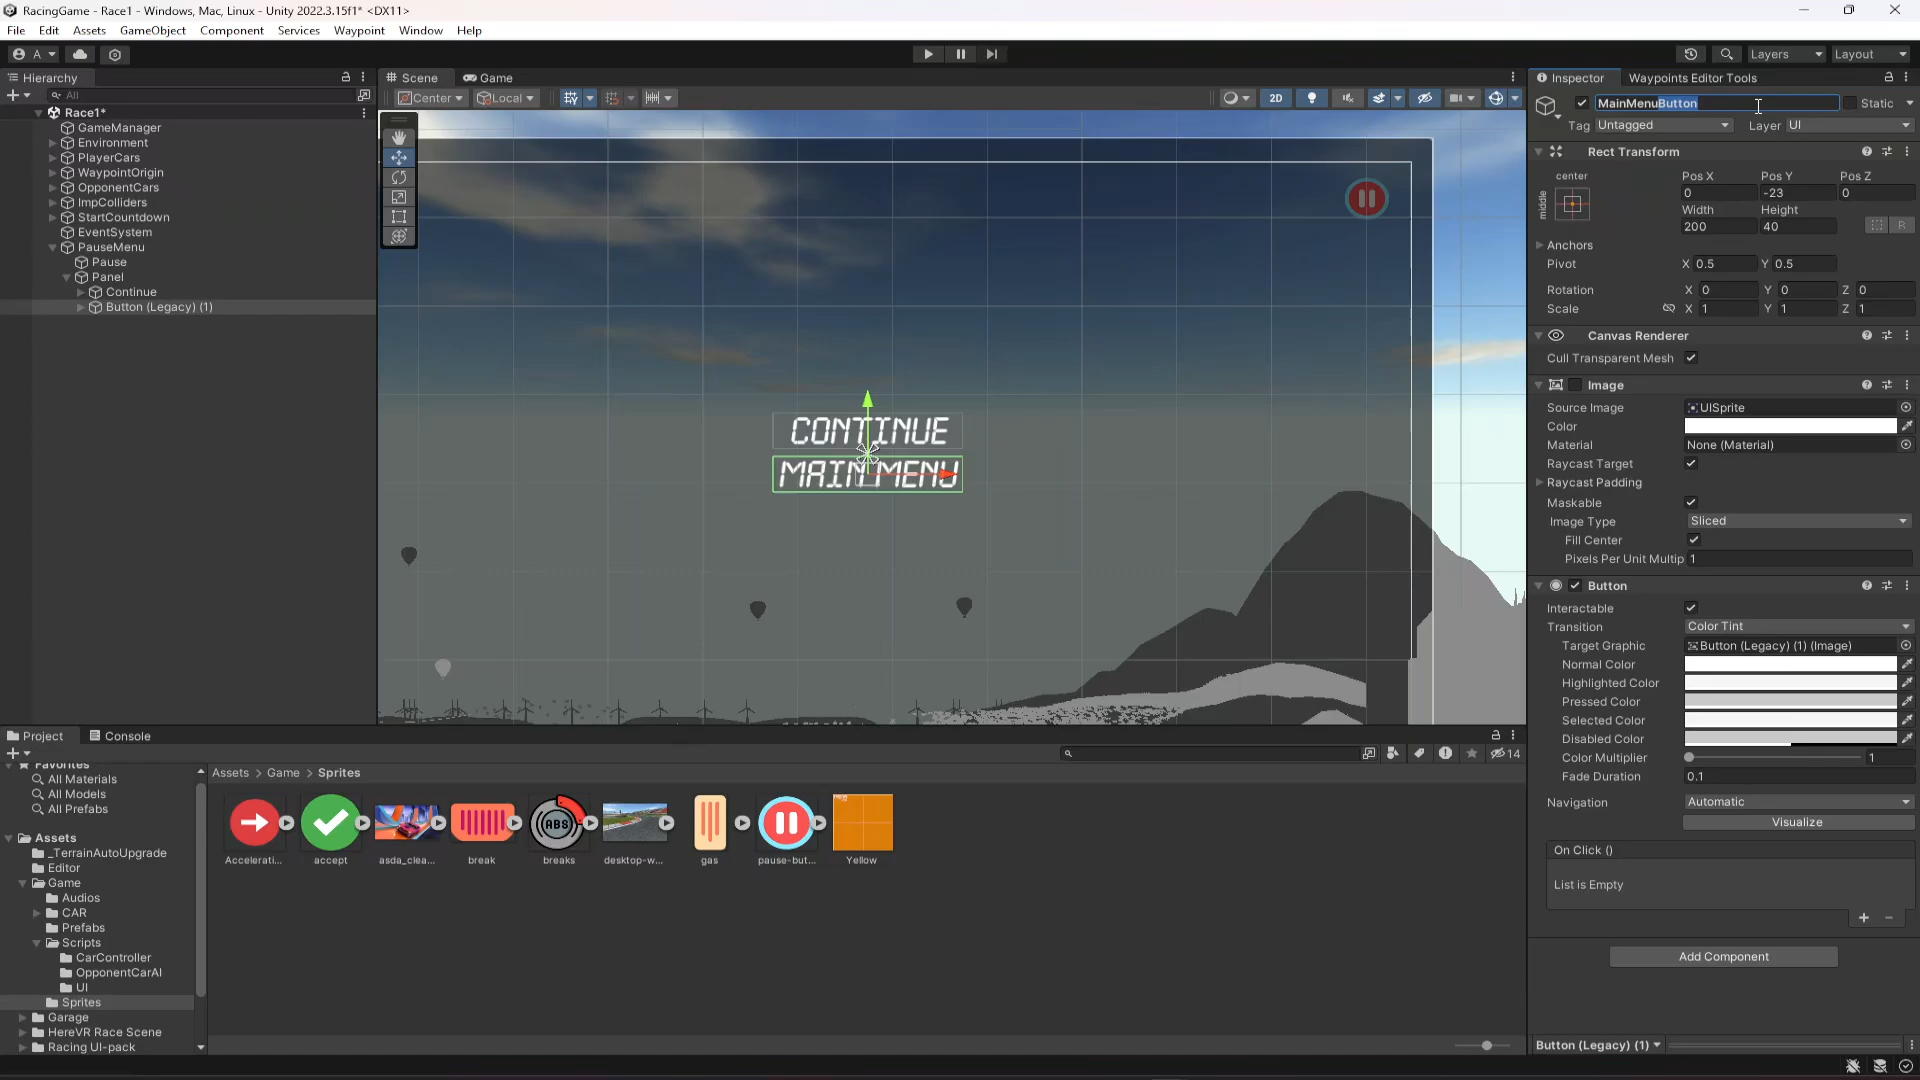 RacingGame - Race1 - Windows, Mac, Linux - Unity 2022.3.15f1* <DX11>
File Edit Assets GameObject Component Services Waypoint Window Help
A Layers Layout
Hierarchy
All
Race1*
GameManager
Environment
PlayerCars
WaypointOrigin
OpponentCars
ImpColliders
StartCountdown
EventSystem
PauseMenu
Pause
Panel
Continue
Button (Legacy) (1)
Scene Game
Center Local 2D
CONTINUE
MAIN MENU
Inspector Waypoints Editor Tools
MainMenuButton Static
Tag Untagged Layer UI
Rect Transform
center Pos X Pos Y Pos Z
middle 0 -23 0
Width Height
200 40 R
Anchors
Pivot X 0.5 Y 0.5
Rotation X 0 Y 0 Z 0
Scale X 1 Y 1 Z 1
Canvas Renderer
Cull Transparent Mesh
Image
Source Image UISprite
Color
Material None (Material)
Raycast Target
Raycast Padding
Maskable
Image Type Sliced
Fill Center
Pixels Per Unit Multip 1
Button
Interactable
Transition Color Tint
Target Graphic Button (Legacy) (1) (Image)
Normal Color
Highlighted Color
Pressed Color
Selected Color
Disabled Color
Color Multiplier 1
Fade Duration 0.1
Navigation Automatic
Visualize
On Click ()
List is Empty
Add Component
Button (Legacy) (1)
Project Console
14
Favorites
All Materials
All Models
All Prefabs
Assets
_TerrainAutoUpgrade
Editor
Game
Audios
CAR
Prefabs
Scripts
CarController
OpponentCarAI
UI
Sprites
Garage
HereVR Race Scene
Racing UI-pack
Assets > Game > Sprites
ABS
Accelerati... accept asda_clea... break breaks desktop-w... gas pause-but... Yellow